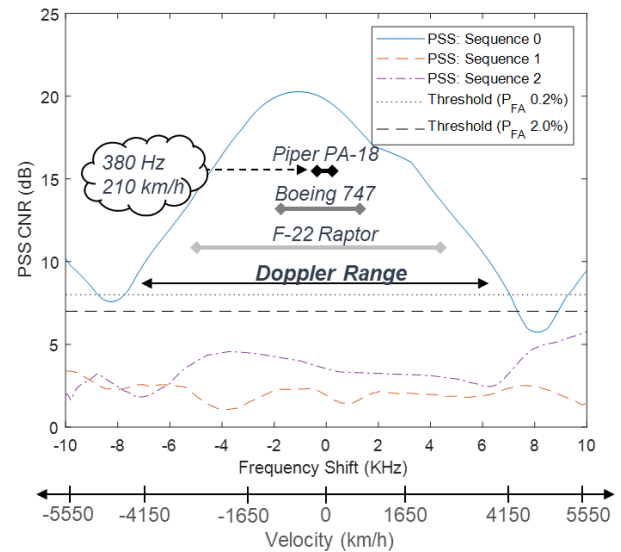 25
20
15
10
5
0
PSS CNR (dB)
PSS: Sequence 0
PSS: Sequence 1
PSS: Sequence 2
Threshold (P_FA 0.2%)
Threshold (P_FA 2.0%)
380 Hz
210 km/h
Piper PA-18
Boeing 747
F-22 Raptor
Doppler Range
-10 -8 -6 -4 -2 0 2 4 6 8 10
Frequency Shift (KHz)
-5550 -4150 -1650 0 1650 4150 5550
Velocity (km/h)